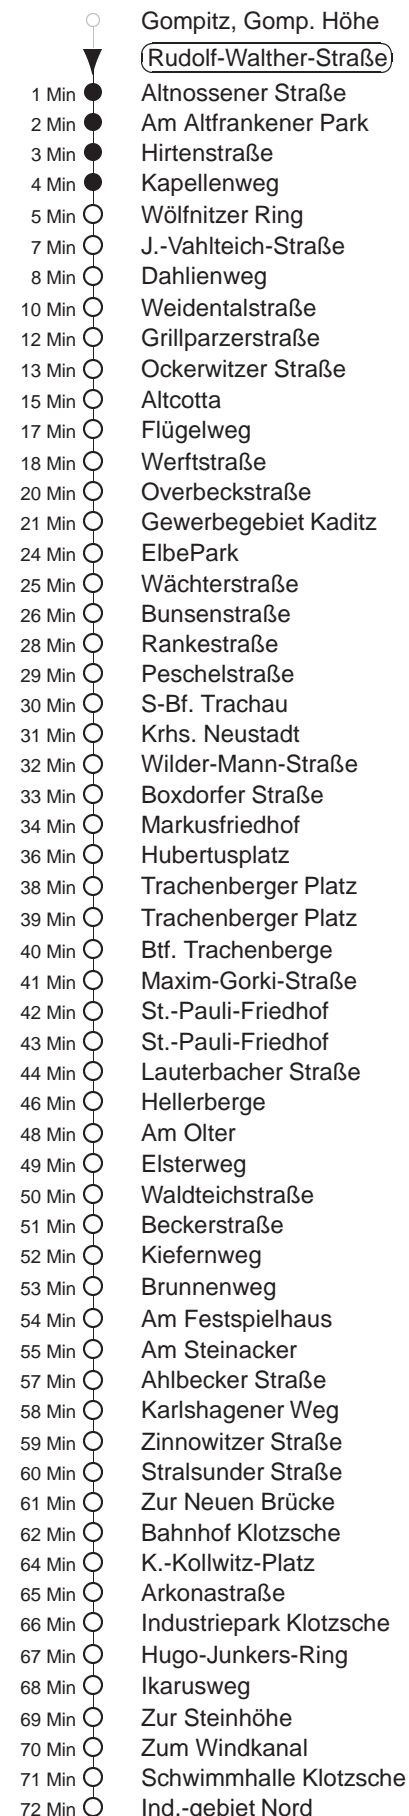 Gompitz, Gomp. Höhe
Rudolf-Walther-Straße
1 Min Altnossener Straße
2 Min Am Altfrankener Park
3 Min Hirtenstraße
4 Min Kapellenweg
5 Min Wölfnitzer Ring
7 Min J.-Vahlteich-Straße
8 Min Dahlienweg
10 Min Weidentalstraße
12 Min Grillparzerstraße
13 Min Ockerwitzer Straße
15 Min Altcotta
17 Min Flügelweg
18 Min Werftstraße
20 Min Overbeckstraße
21 Min Gewerbegebiet Kaditz
24 Min ElbePark
25 Min Wächterstraße
26 Min Bunsenstraße
28 Min Rankestraße
29 Min Peschelstraße
30 Min S-Bf. Trachau
31 Min Krhs. Neustadt
32 Min Wilder-Mann-Straße
33 Min Boxdorfer Straße
34 Min Markusfriedhof
36 Min Hubertusplatz
38 Min Trachenberger Platz
39 Min Trachenberger Platz
40 Min Btf. Trachenberge
41 Min Maxim-Gorki-Straße
42 Min St.-Pauli-Friedhof
43 Min St.-Pauli-Friedhof
44 Min Lauterbacher Straße
46 Min Hellerberge
48 Min Am Olter
49 Min Elsterweg
50 Min Waldteichstraße
51 Min Beckerstraße
52 Min Kiefernweg
53 Min Brunnenweg
54 Min Am Festspielhaus
55 Min Am Steinacker
57 Min Ahlbecker Straße
58 Min Karlshagener Weg
59 Min Zinnowitzer Straße
60 Min Stralsunder Straße
61 Min Zur Neuen Brücke
62 Min Bahnhof Klotzsche
64 Min K.-Kollwitz-Platz
65 Min Arkonastraße
66 Min Industriepark Klotzsche
67 Min Hugo-Junkers-Ring
68 Min Ikarusweg
69 Min Zur Steinhöhe
70 Min Zum Windkanal
71 Min Schwimmhalle Klotzsche
72 Min Ind.-gebiet Nord